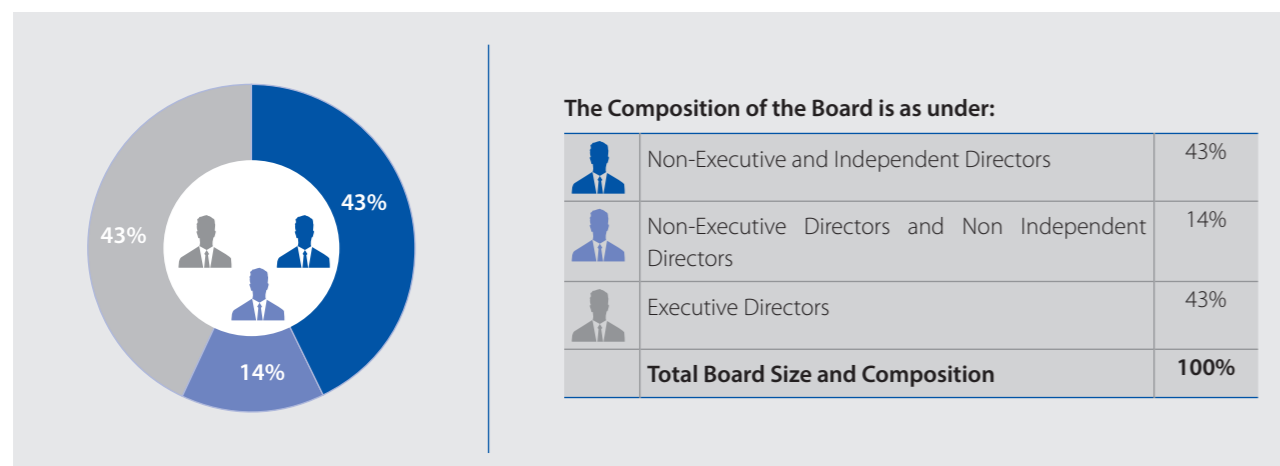 43%
43%
14%
The Composition of the Board is as under:
Non-Executive and Independent Directors 43%
Non-Executive Directors and Non Independent 14%
Directors
Executive Directors 43%
Total Board Size and Composition 100%